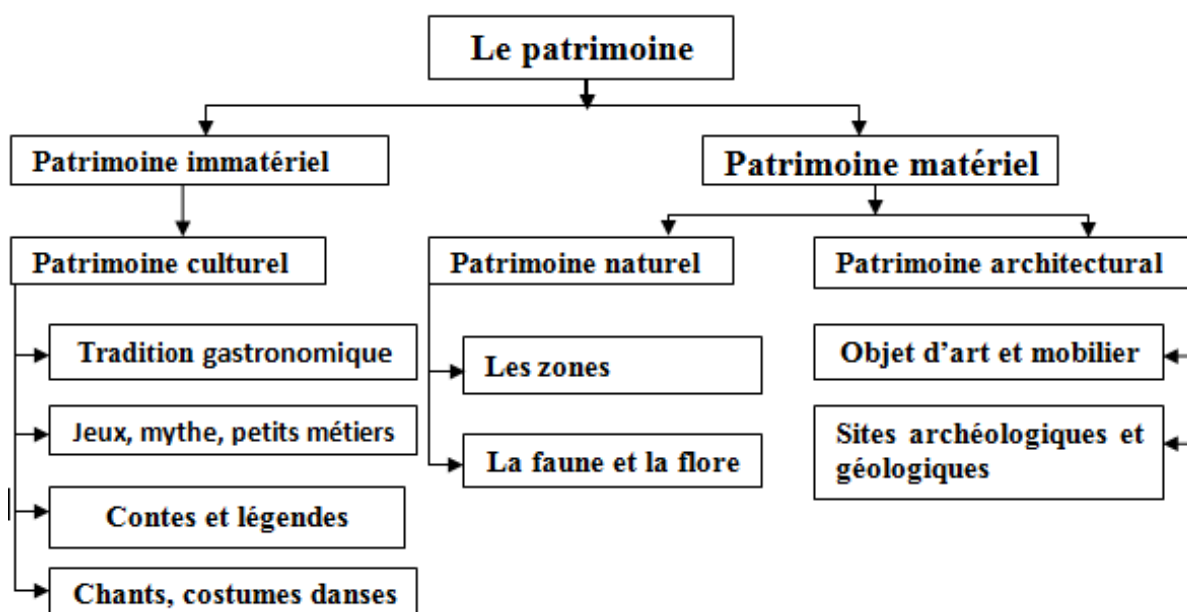 Le patrimoine
Patrimoine immatériel
Patrimoine matériel
Patrimoine culturel
Patrimoine naturel
Patrimoine architectural
Tradition gastronomique
Jeux, mythe, petits métiers
Contes et légendes
Chants, costumes danses
Les zones
La faune et la flore
Objet d’art et mobilier
Sites archéologiques et
géologiques